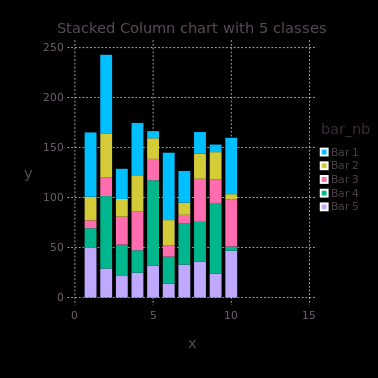 Stacked Column chart with 5 classes
250
200
150
100
50
0
y
0 5 10 15
x
bar_nb
Bar 1
Bar 2
Bar 3
Bar 4
Bar 5